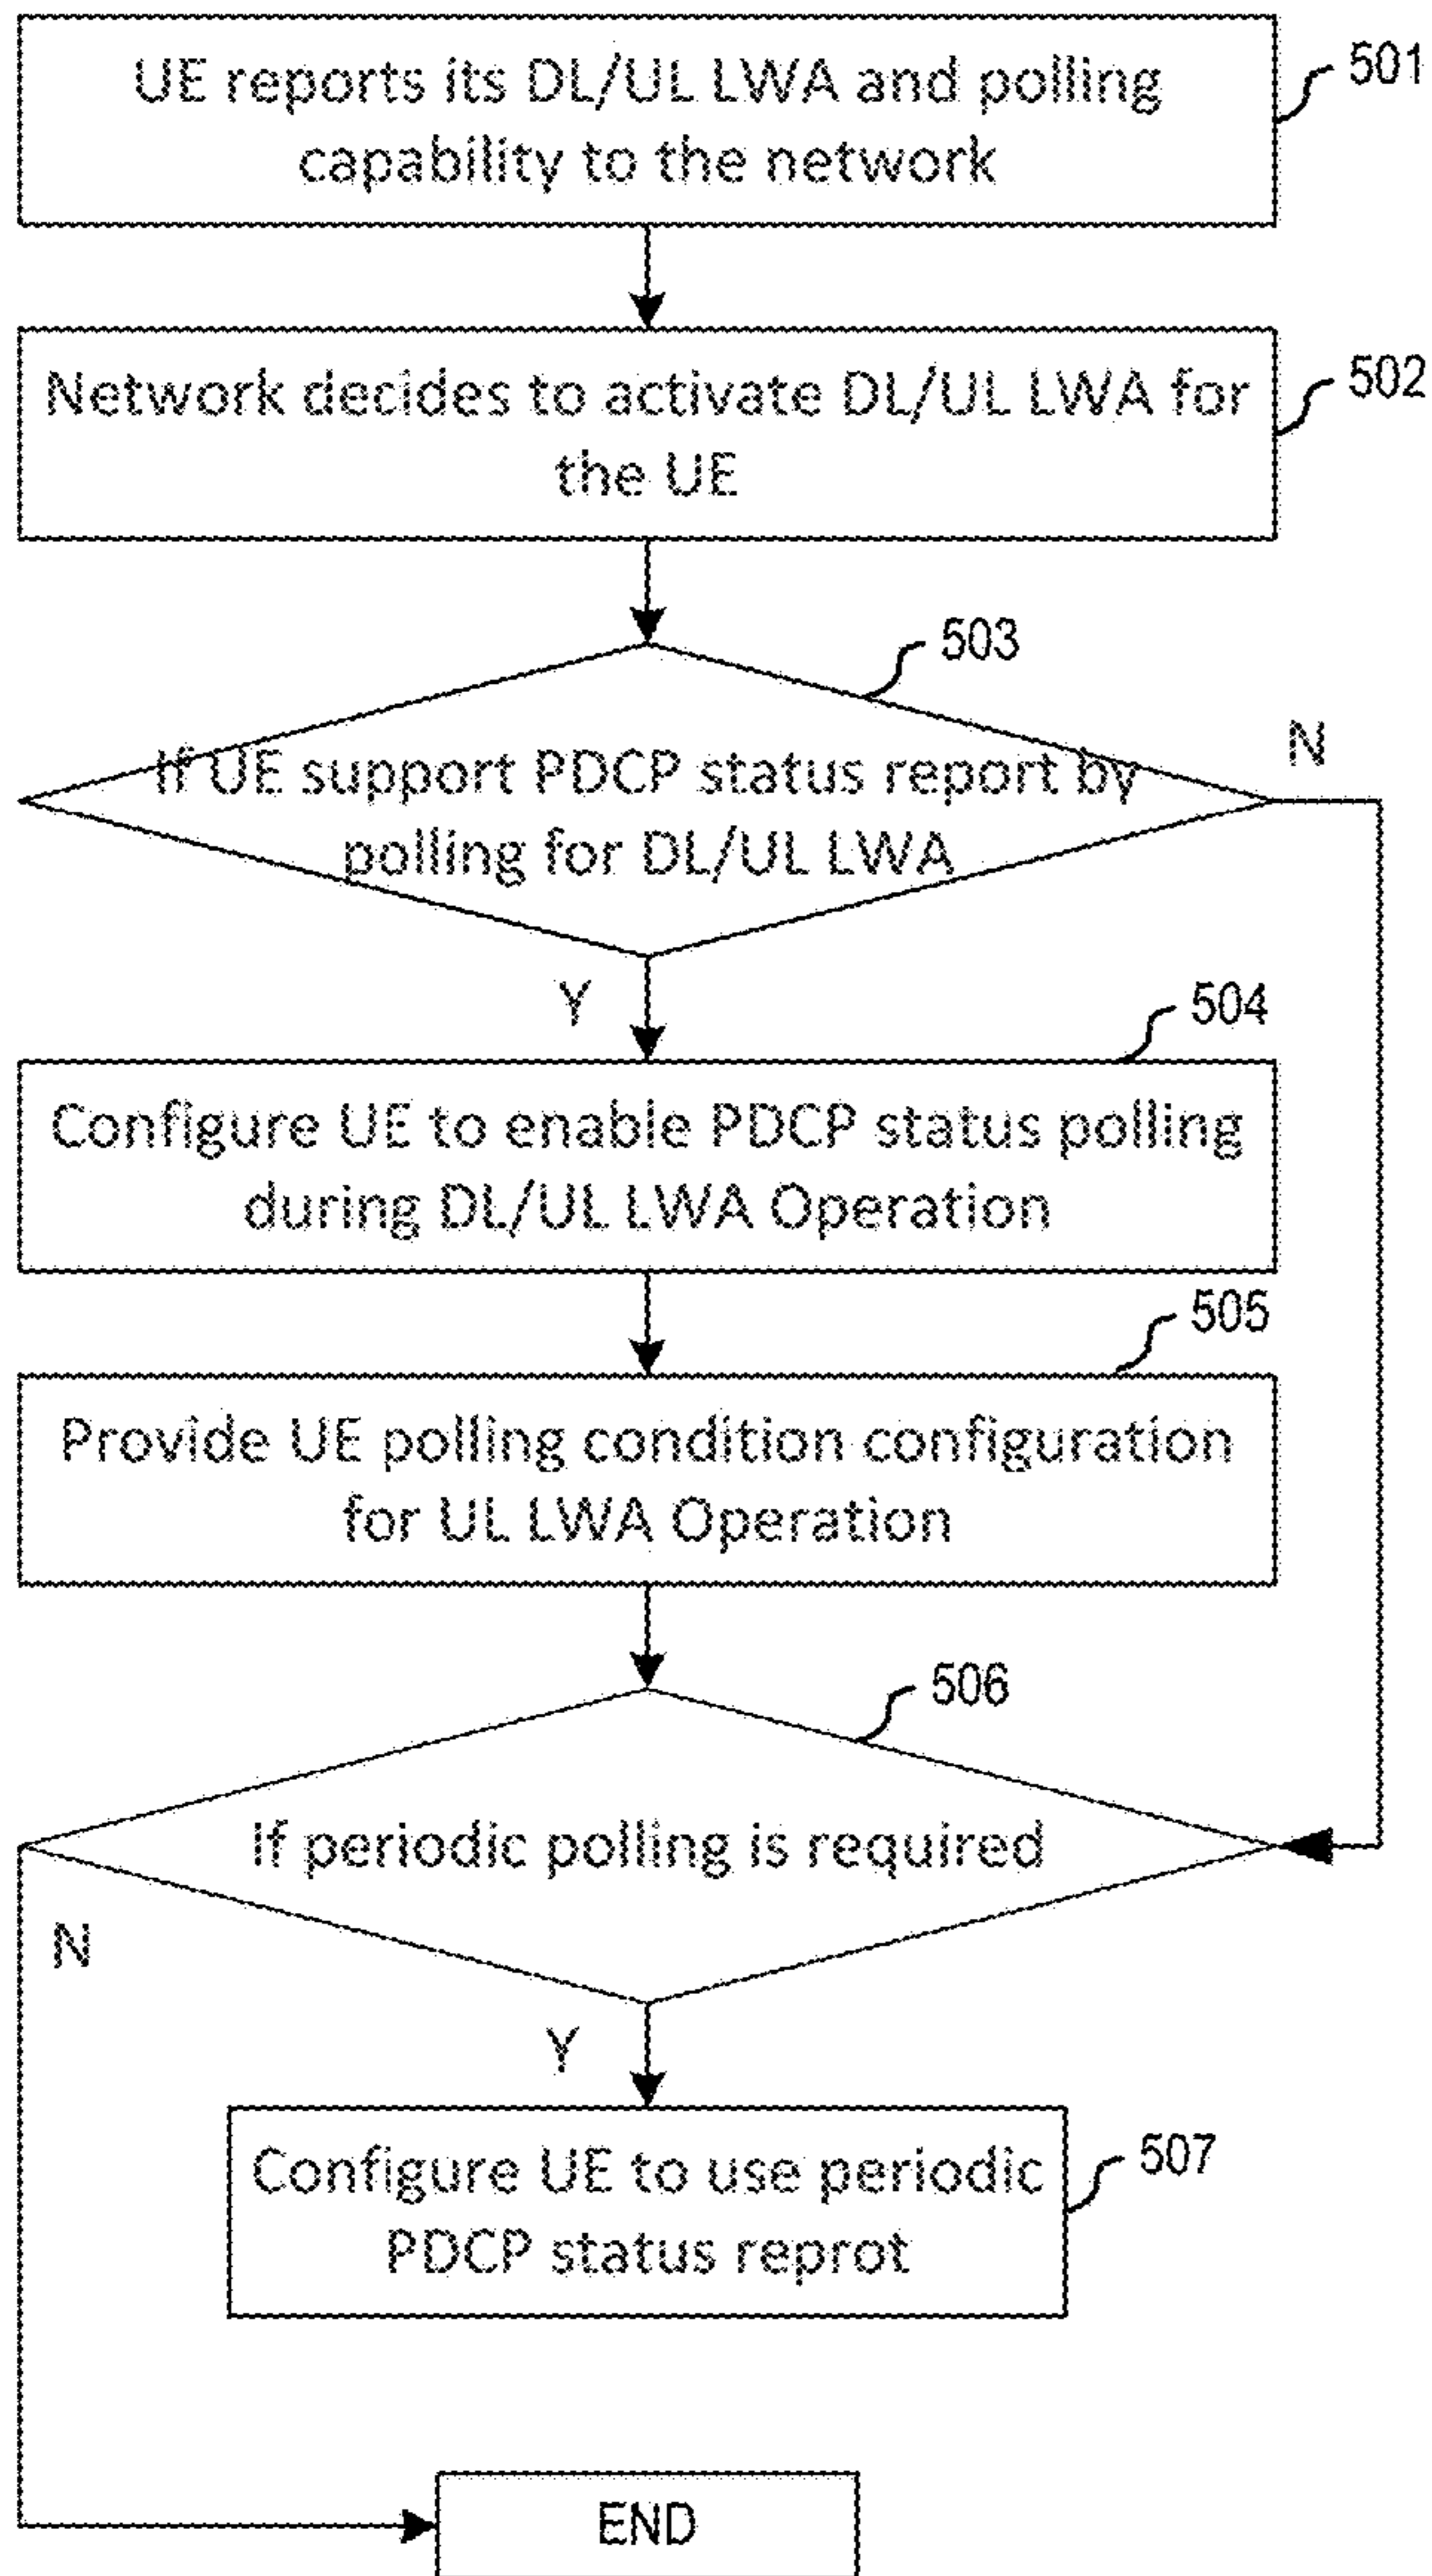 UE reports its DL/UL LWA and polling
capability to the network
501
Network decides to activate DL/UL LWA for
the UE
502
503
If UE support PDCP status report by
polling for DL/UL LWA
N
Y
504
Configure UE to enable PDCP status polling
during DL/UL LWA Operation
505
Provide UE polling condition configuration
for UL LWA Operation
506
If periodic polling is required
N
Y
Configure UE to use periodic
PDCP status reprot
507
END